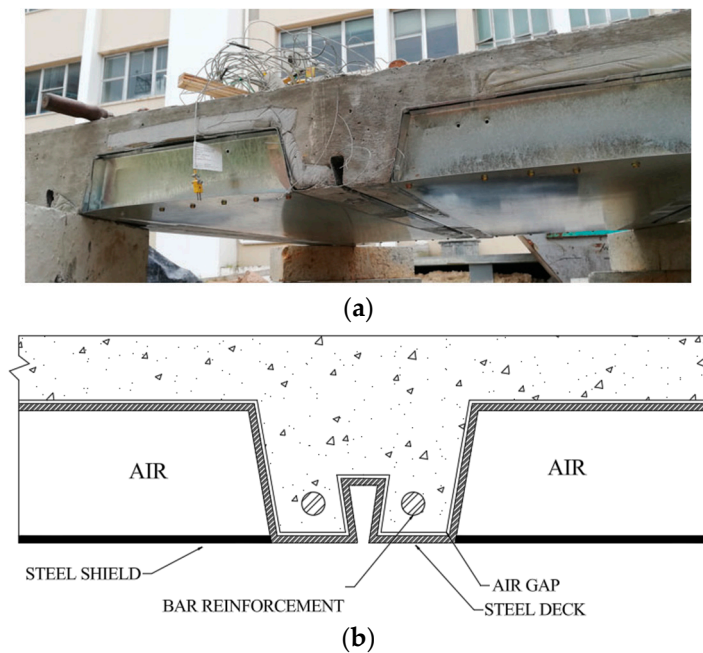 (a)
AIR
AIR
STEEL SHIELD
AIR GAP
BAR REINFORCEMENT
STEEL DECK
(b)